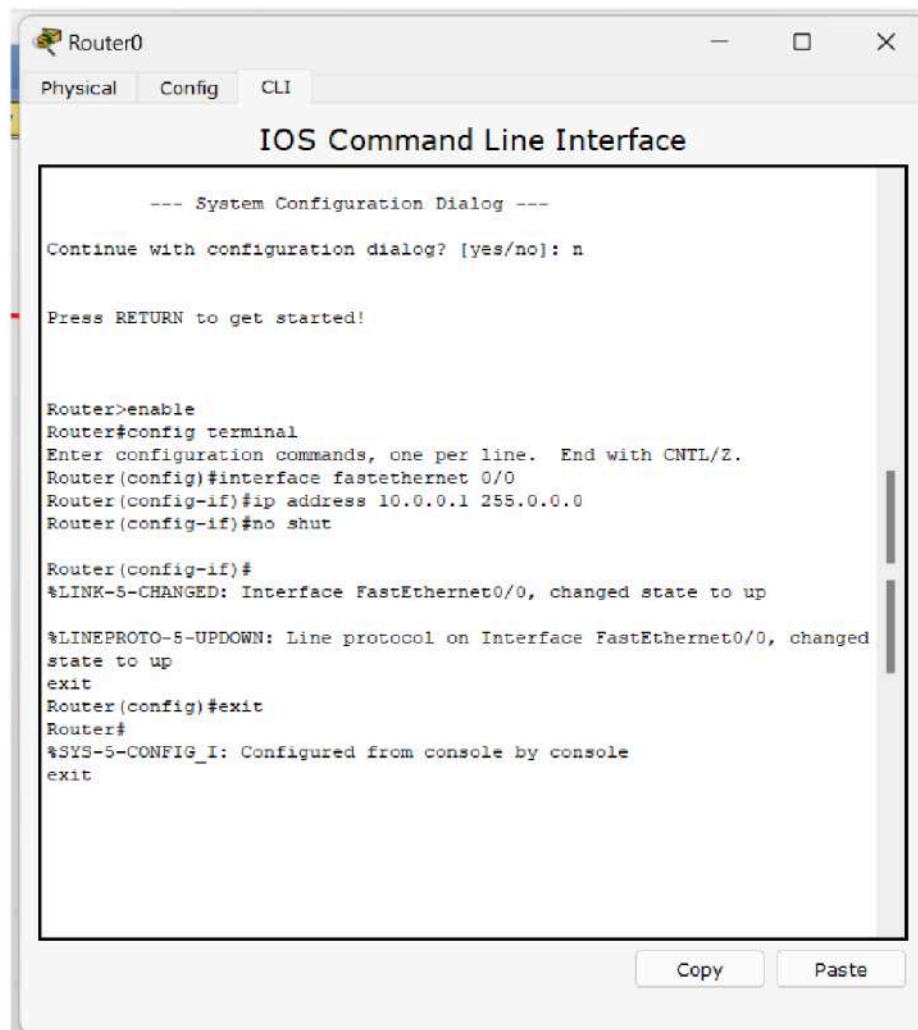 Router0
Physical Config CLI
IOS Command Line Interface
--- System Configuration Dialog ---
Continue with configuration dialog? [yes/no]: n
Press RETURN to get started!
Router>enable
Router#config terminal
Enter configuration commands, one per line.  End with CNTL/Z.
Router(config)#interface fastethernet 0/0
Router(config-if)#ip address 10.0.0.1 255.0.0.0
Router(config-if)#no shut
Router(config-if)#
%LINK-5-CHANGED: Interface FastEthernet0/0, changed state to up
%LINEPROTO-5-UPDOWN: Line protocol on Interface FastEthernet0/0, changed
state to up
exit
Router(config)#exit
Router#
%SYS-5-CONFIG_I: Configured from console by console
exit
Copy Paste